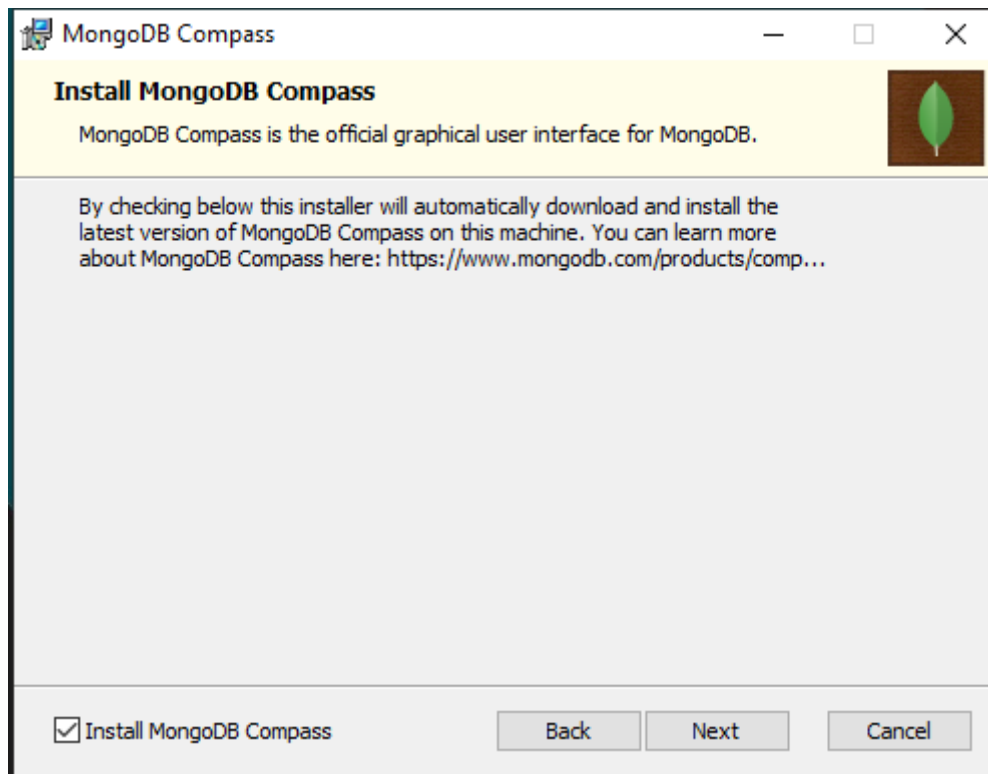 MongoDB Compass
Install MongoDB Compass
MongoDB Compass is the official graphical user interface for MongoDB.
By checking below this installer will automatically download and install the
latest version of MongoDB Compass on this machine. You can learn more
about MongoDB Compass here: https://www.mongodb.com/products/comp...
Install MongoDB Compass
Back
Next
Cancel